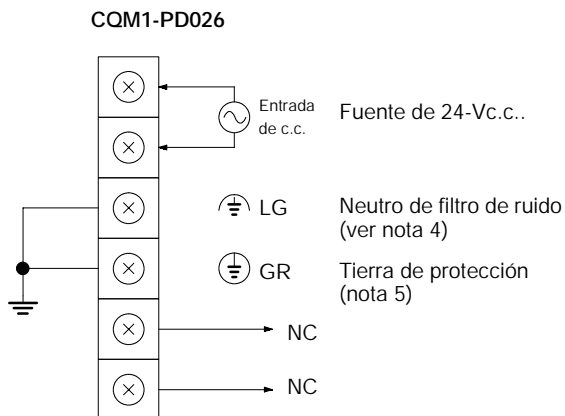 CQM1-PD026
Entrada
de c.c.
Fuente de 24-Vc.c..
LG
Neutro de filtro de ruido
(ver nota 4)
GR
Tierra de protección
(nota 5)
NC
NC